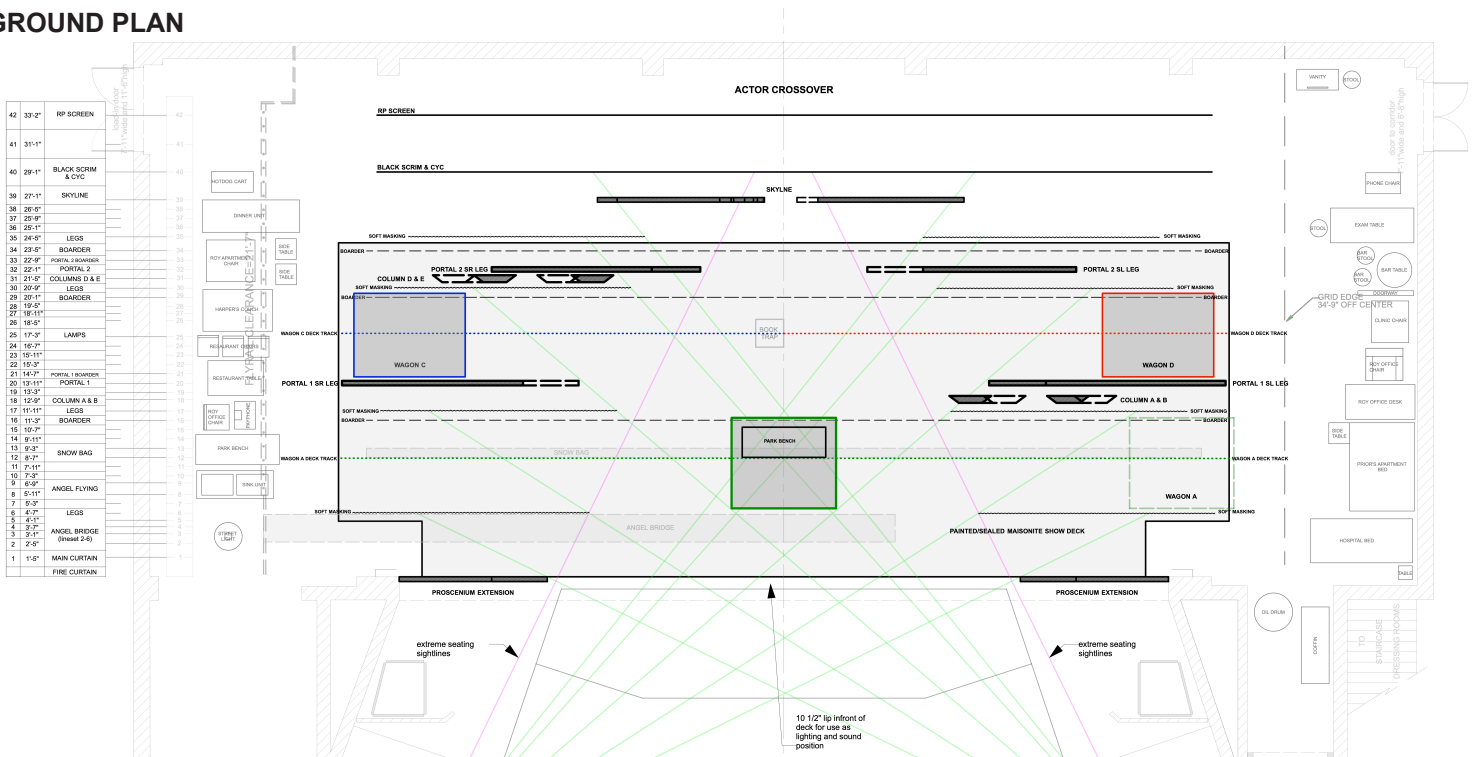 GROUND PLAN
42 33'-2" RP SCREEN
41 31'-1"
40 29'-1" BLACK SCRIM
& CYC
39 27'-1" SKYLINE
38 26'-5"
37 25'-9"
36 25'-1"
35 24'-5" LEGS
34 23'-5" BOARDER
33 22'-9" PORTAL 2 BOARDER
32 22'-1" PORTAL 2
31 21'-5" COLUMNS D & E
30 20'-9" LEGS
29 20'-1" BOARDER
28 19'-5"
27 18'-11"
26 18'-5"
25 17'-3" LAMPS
24 16'-7"
23 15'-11"
22 15'-3"
21 14'-7" PORTAL 1 BOARDER
20 13'-11" PORTAL 1
19 13'-3"
18 12'-9" COLUMN A & B
17 11'-11" LEGS
16 11'-3" BOARDER
15 10'-7"
14 9'-11"
13 9'-3"
SNOW BAG
12 8'-7"
11 7'-11"
10 7'-3"
9 6'-9"
ANGEL FLYING
8 5'-11"
7 5'-3"
6 4'-7" LEGS
5 4'-1"
4 3'-7" ANGEL BRIDGE
3 3'-1" (lineset 2-6)
2 2'-5"
1 1'-5" MAIN CURTAIN
FIRE CURTAIN
HOTDOG CART
DINNER UNIT
SIDE
TABLE
ROY APARTMENT
CHAIR
SIDE
TABLE
HARPER'S COUCH
RESTAURANT CHAIRS
RESTAURANT TABLE
ROY
OFFICE
CHAIR
PAYPHONE
PARK BENCH
SINK UNIT
STREET
LIGHT
ACTOR CROSSOVER
RP SCREEN
BLACK SCRIM & CYC
SKYLNE
SOFT MASKING
SOFT MASKING
BOARDER
BOARDER
PORTAL 2 SR LEG
PORTAL 2 SL LEG
COLUMN D & E
SOFT MASKING
SOFT MASKING
BOARDER
BOARDER
BOOK
TRAP
WAGON C DECK TRACK
WAGON D DECK TRACK
WAGON C
WAGON D
PORTAL 1 SR LEG
PORTAL 1 SL LEG
COLUMN A & B
SOFT MASKING
SOFT MASKING
BOARDER
BOARDER
PARK BENCH
SNOW BAG
WAGON A DECK TRACK
WAGON A DECK TRACK
WAGON A
SOFT MASKING
SOFT MASKING
ANGEL BRIDGE
PAINTED/SEALED MAISONITE SHOW DECK
PROSCENIUM EXTENSION
PROSCENIUM EXTENSION
extreme seating
sightlines
extreme seating
sightlines
10 1/2" lip infront of
deck for use as
lighting and sound
position
VANITY
STOOL
PHONE CHAIR
EXAM TABLE
STOOL
BAR
STOOL
BAR
STOOL
BAR TABLE
DOORWAY
GRID EDGE
34'-9" OFF CENTER
CLINIC CHAIR
ROY OFFICE
CHAIR
ROY OFFICE DESK
SIDE
TABLE
PRIOR'S APARTMENT
BED
HOSPITAL BED
TABLE
OIL DRUM
COFFIN
TO
STAIRCASE
DRESSING ROOMS